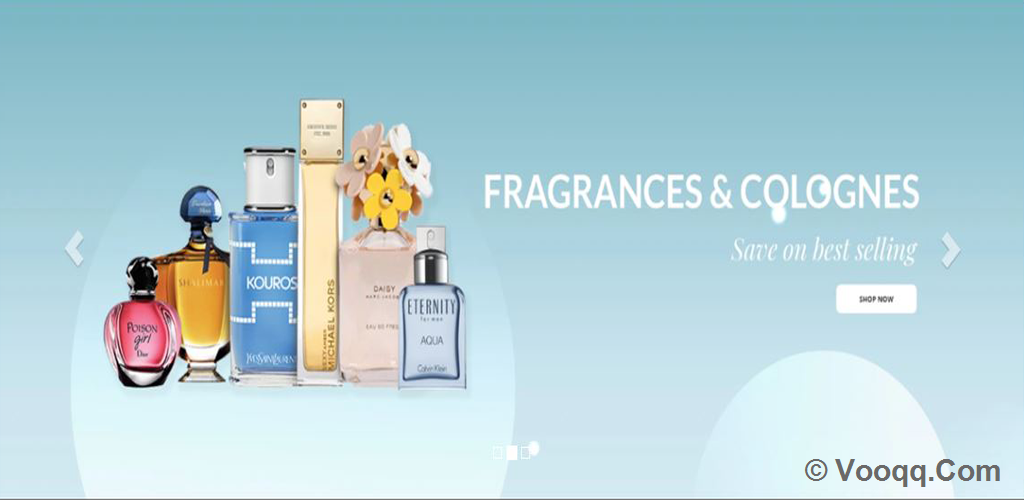 FRAGRANCES & COLOGNES
Save on best selling
SHOP NOW
POISON
girl
Dior
SHALIMAR
KOUROS
YVES SAINT LAURENT
MICHAEL KORS
DAISY
MARC JACOBS
ETERNITY
for men
AQUA
Calvin Klein
© Vooqq.Com